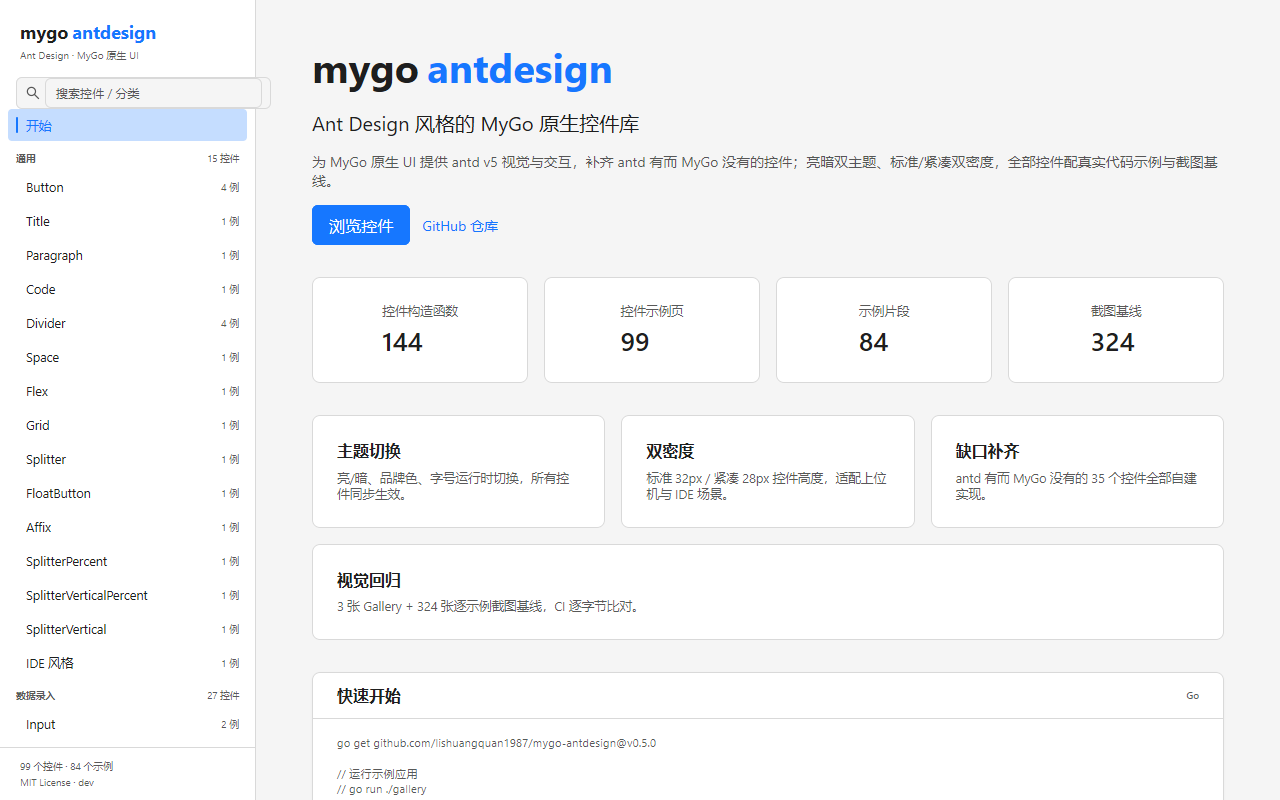 mygo antdesign
Ant Design · MyGo 原生 UI
搜索控件 / 分类
开始
通用 15 控件
Button 4 例
Title 1 例
Paragraph 1 例
Code 1 例
Divider 4 例
Space 1 例
Flex 1 例
Grid 1 例
Splitter 1 例
FloatButton 1 例
Affix 1 例
SplitterPercent 1 例
SplitterVerticalPercent 1 例
SplitterVertical 1 例
IDE 风格 1 例
数据录入 27 控件
Input 2 例
99 个控件 · 84 个示例
MIT License · dev
mygo antdesign
Ant Design 风格的 MyGo 原生控件库
为 MyGo 原生 UI 提供 antd v5 视觉与交互，补齐 antd 有而 MyGo 没有的控件；亮暗双主题、标准/紧凑双密度，全部控件配真实代码示例与截图基
线。
浏览控件 GitHub 仓库
控件构造函数
144
控件示例页
99
示例片段
84
截图基线
324
主题切换
亮/暗、品牌色、字号运行时切换，所有控
件同步生效。
双密度
标准 32px / 紧凑 28px 控件高度，适配上位
机与 IDE 场景。
缺口补齐
antd 有而 MyGo 没有的 35 个控件全部自建
实现。
视觉回归
3 张 Gallery + 324 张逐示例截图基线，CI 逐字节比对。
快速开始 Go
go get github.com/lishuangquan1987/mygo-antdesign@v0.5.0
// 运行示例应用
// go run ./gallery